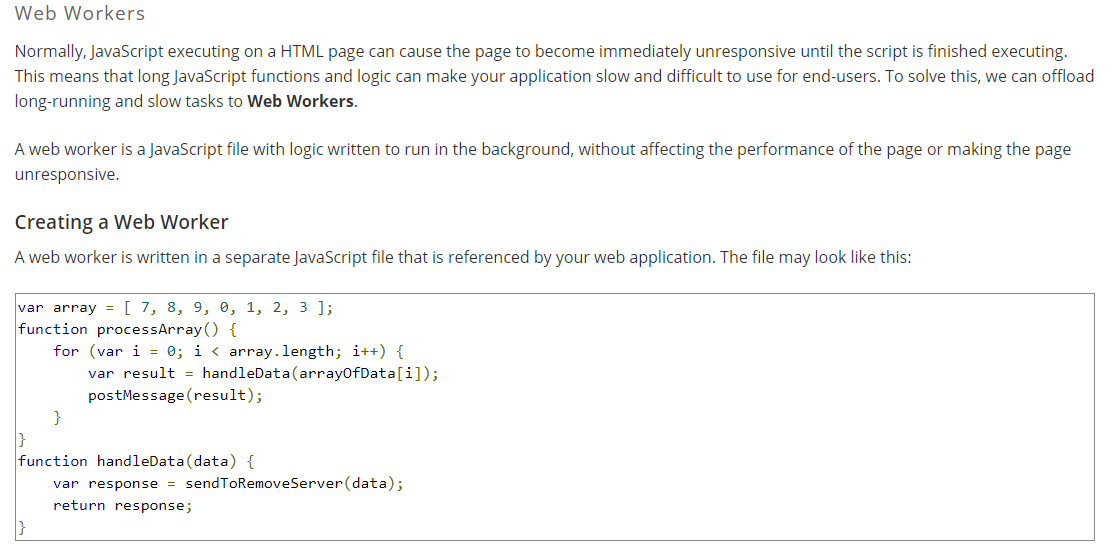 Web Workers
Normally, JavaScript executing on a HTML page can cause the page to become immediately unresponsive until the script is finished executing.
This means that long JavaScript functions and logic can make your application slow and difficult to use for end-users. To solve this, we can offload
long-running and slow tasks to Web Workers.
A web worker is a JavaScript file with logic written to run in the background, without affecting the performance of the page or making the page
unresponsive.
Creating a Web Worker
A web worker is written in a separate JavaScript file that is referenced by your web application. The file may look like this:
var array = [ 7, 8, 9, 0, 1, 2, 3 ];
function processArray() {
    for (var i = 0; i < array.length; i++) {
        var result = handleData(arrayOfData[i]);
        postMessage(result);
    }
}
function handleData(data) {
    var response = sendToRemoveServer(data);
    return response;
}